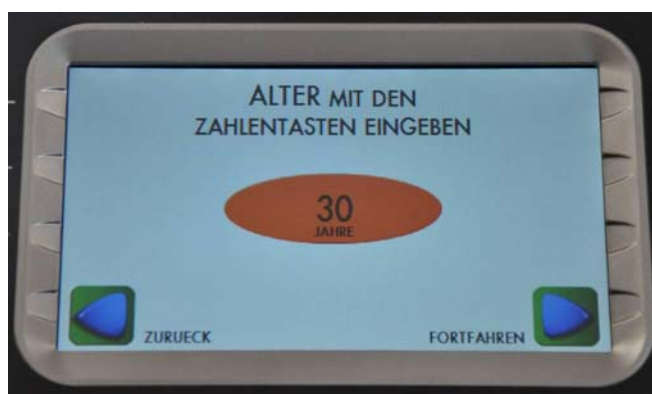 ALTER MIT DEN
ZAHLENTASTEN EINGEBEN
30
JAHRE
ZURUECK
FORTFAHREN